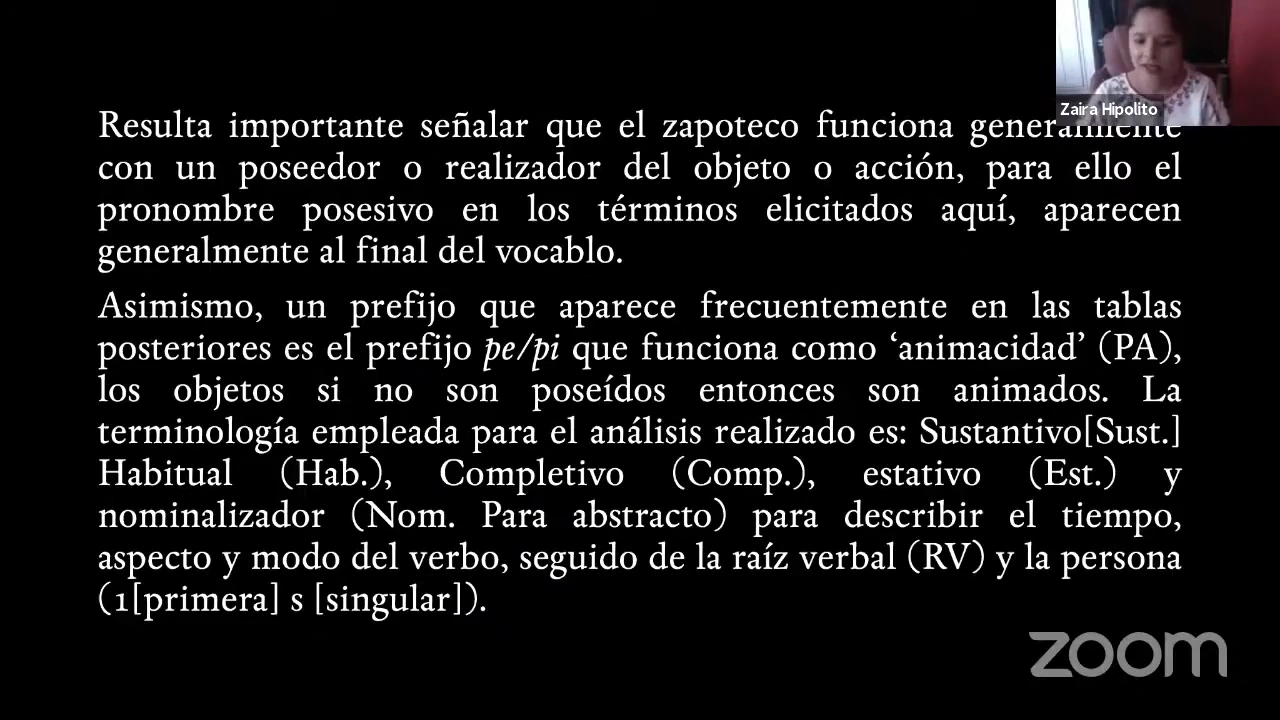 Zaira Hipolito
Resulta importante señalar que el zapoteco funciona generalmente
con un poseedor o realizador del objeto o acción, para ello el
pronombre posesivo en los términos elicitados aquí, aparecen
generalmente al final del vocablo.
Asimismo, un prefijo que aparece frecuentemente en las tablas
posteriores es el prefijo pe/pi que funciona como ‘animacidad’ (PA),
los objetos si no son poseídos entonces son animados. La
terminología empleada para el análisis realizado es: Sustantivo[Sust.]
Habitual (Hab.), Completivo (Comp.), estativo (Est.) y
nominalizador (Nom. Para abstracto) para describir el tiempo,
aspecto y modo del verbo, seguido de la raíz verbal (RV) y la persona
(1[primera] s [singular]).
zoom